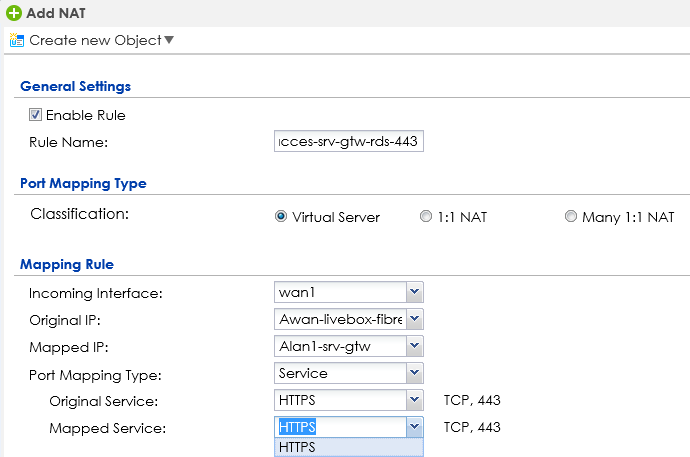 Add NAT
Create new Object
General Settings
Enable Rule
Rule Name: cces-srv-gtw-rds-443
Port Mapping Type
Classification: Virtual Server 1:1 NAT Many 1:1 NAT
Mapping Rule
Incoming Interface: wan1
Original IP: Awan-livebox-fibre
Mapped IP: Alan1-srv-gtw
Port Mapping Type: Service
Original Service: HTTPS TCP, 443
Mapped Service: HTTPS TCP, 443
HTTPS